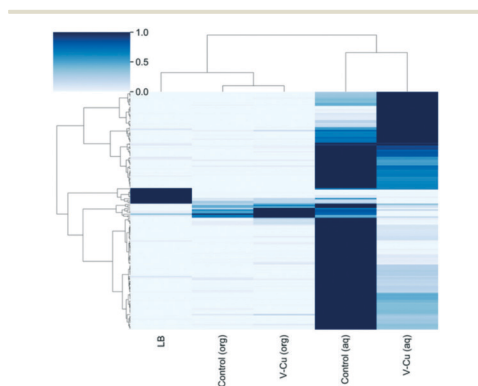 1.0
0.5
0.0
LB
Control (org)
V-Cu (org)
Control (aq)
V-Cu (aq)